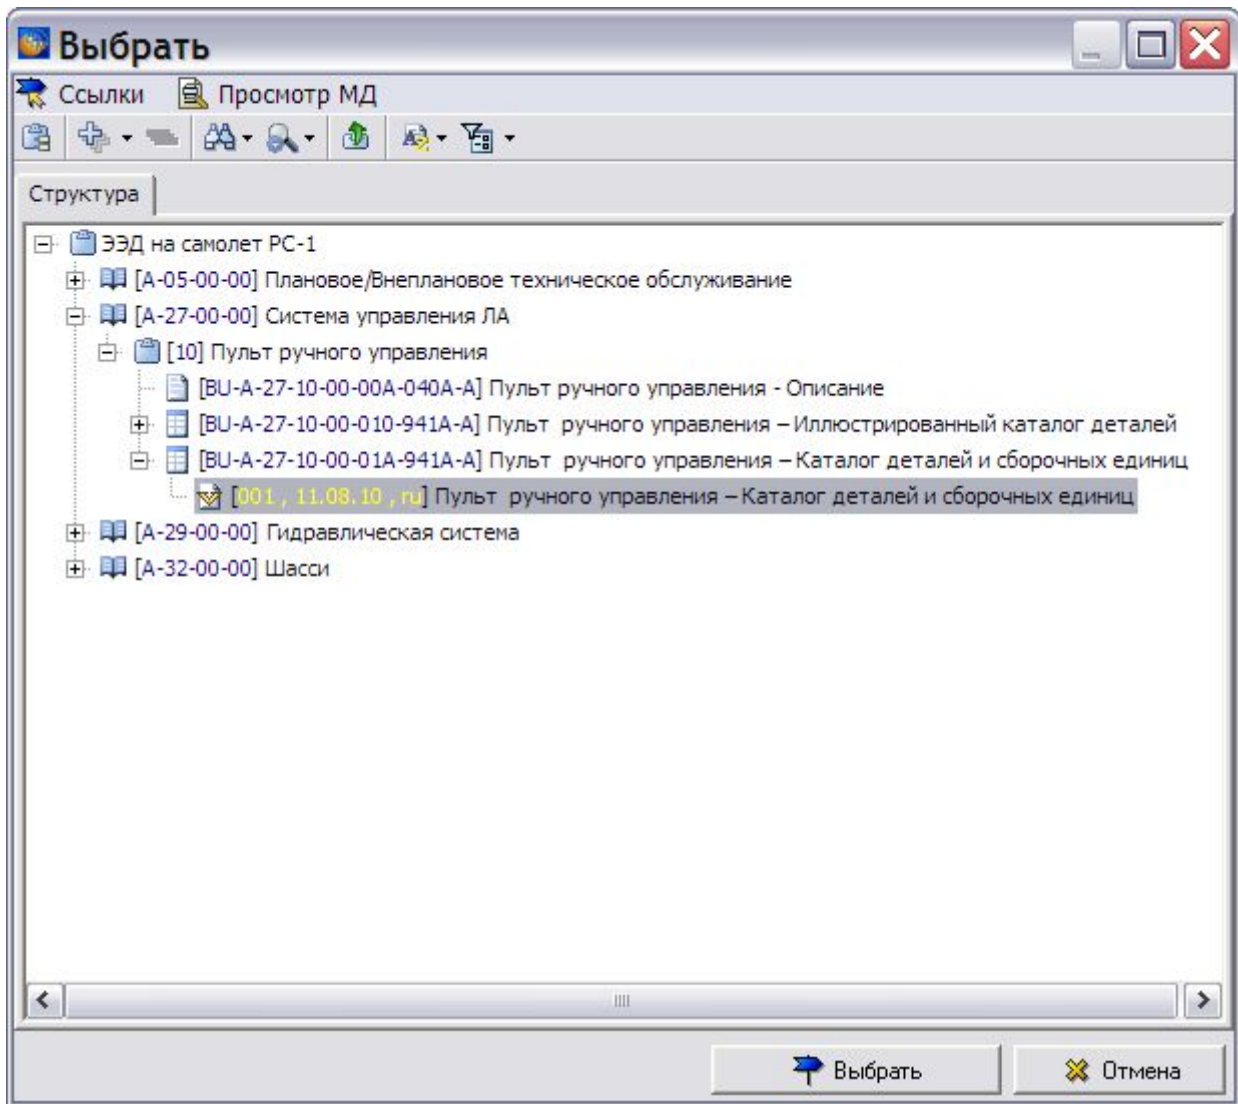 Выбрать
Ссылки Просмотр МД
Структура
ЭЭД на самолет РС-1
[A-05-00-00] Плановое/Внеплановое техническое обслуживание
[A-27-00-00] Система управления ЛА
[10] Пульт ручного управления
[BU-A-27-10-00-00A-040A-A] Пульт ручного управления - Описание
[BU-A-27-10-00-010-941A-A] Пульт ручного управления – Иллюстрированный каталог деталей
[BU-A-27-10-00-01A-941A-A] Пульт ручного управления – Каталог деталей и сборочных единиц
[001 , 11.08.10 , ru] Пульт ручного управления – Каталог деталей и сборочных единиц
[A-29-00-00] Гидравлическая система
[A-32-00-00] Шасси
Выбрать Отмена